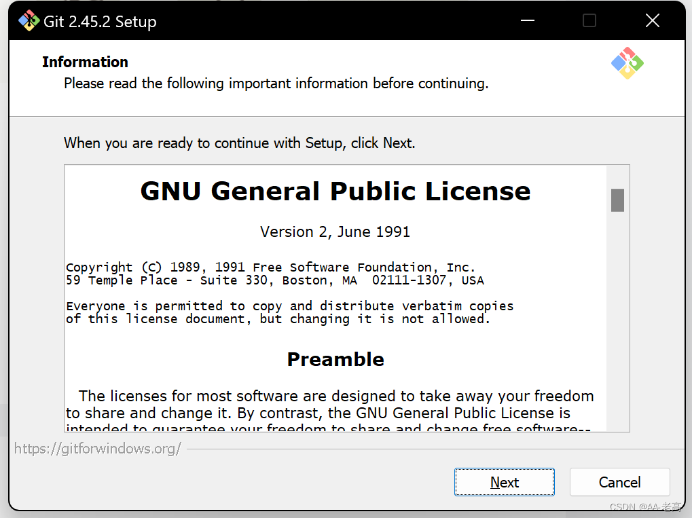 Git 2.45.2 Setup
Information
Please read the following important information before continuing.
When you are ready to continue with Setup, click Next.
GNU General Public License
Version 2, June 1991
Copyright (C) 1989, 1991 Free Software Foundation, Inc.
59 Temple Place - Suite 330, Boston, MA  02111-1307, USA
Everyone is permitted to copy and distribute verbatim copies
of this license document, but changing it is not allowed.
Preamble
The licenses for most software are designed to take away your freedom
to share and change it. By contrast, the GNU General Public License is
intended to guarantee your freedom to share and change free software--
https://gitforwindows.org/
Next
Cancel
CSDN @AA.老高